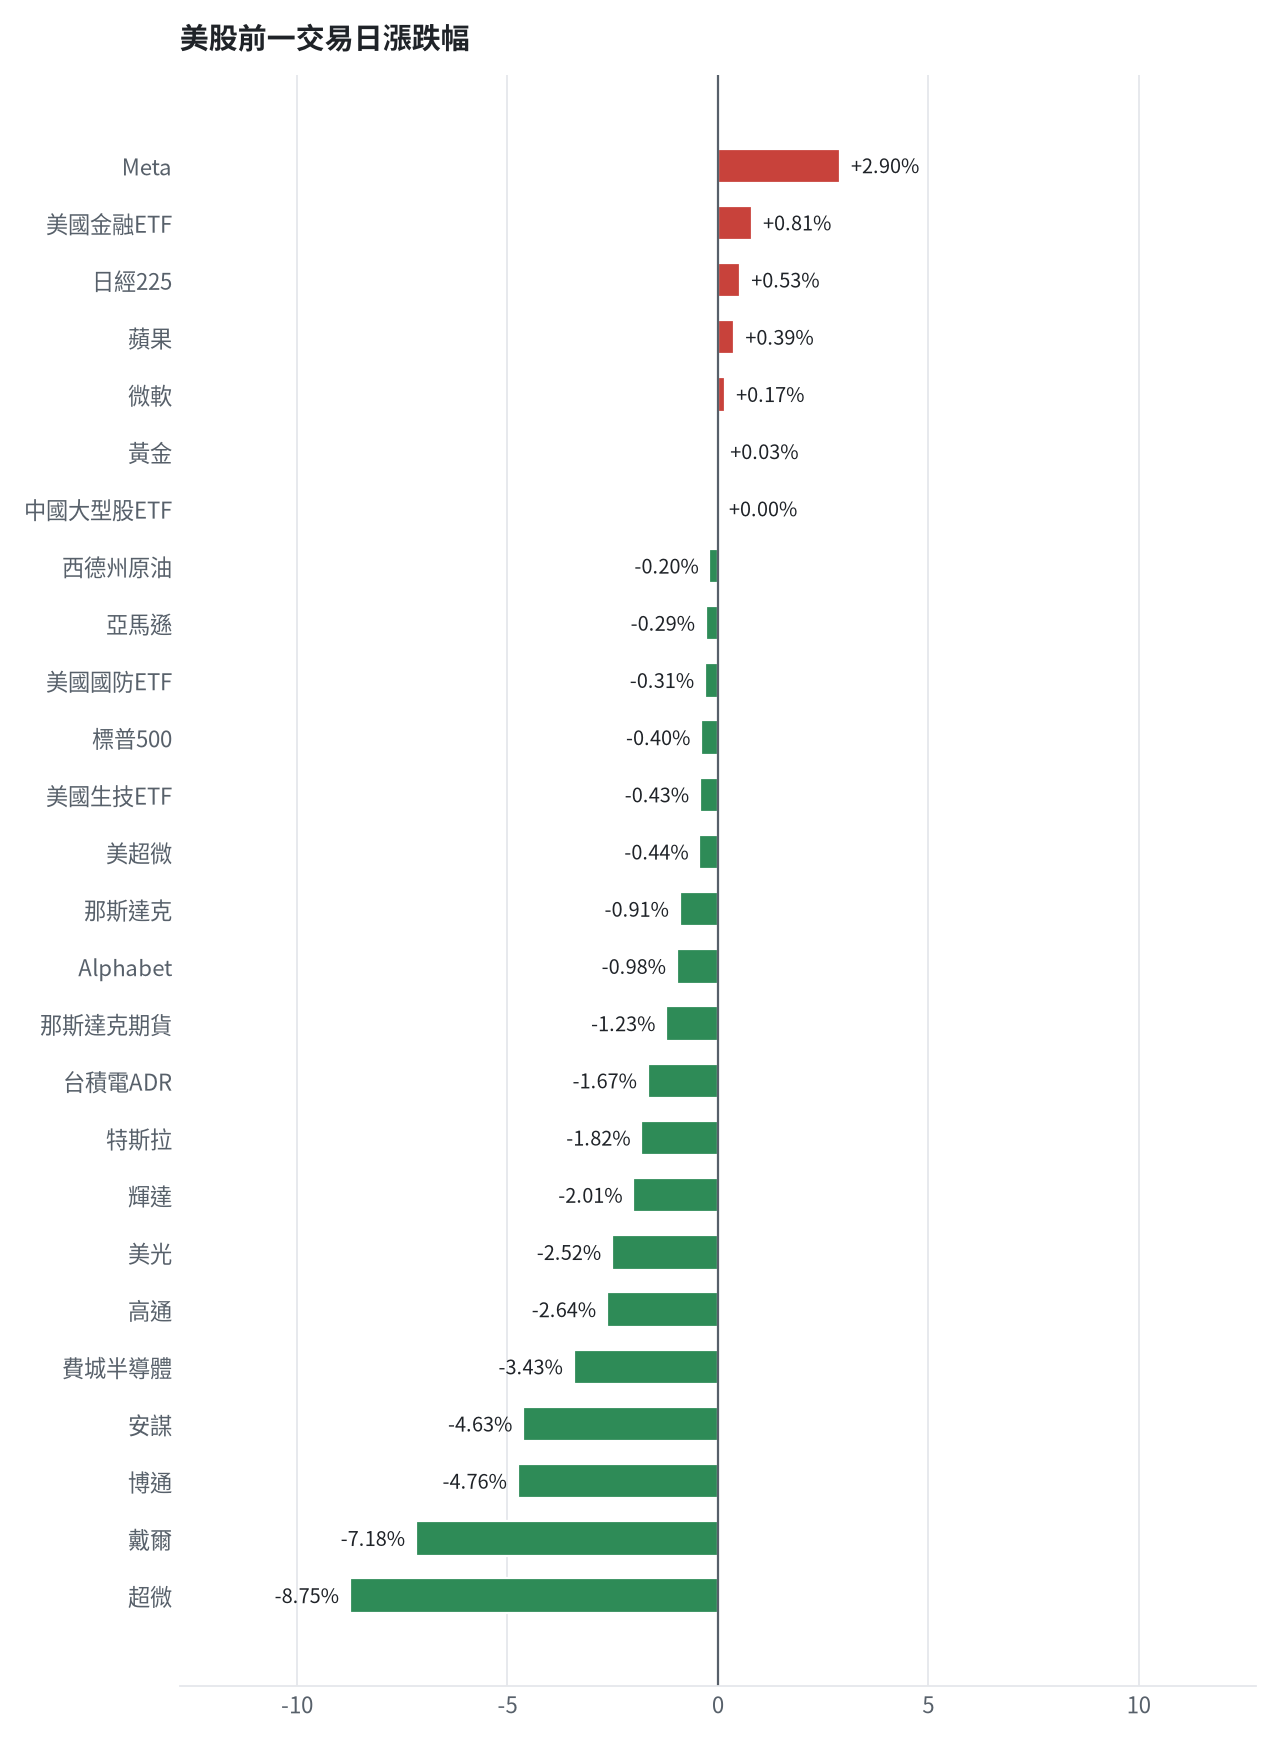 美股前一交易日漲跌幅
Meta +2.90%
美國金融ETF +0.81%
日經225 +0.53%
蘋果 +0.39%
微軟 +0.17%
黃金 +0.03%
中國大型股ETF +0.00%
西德州原油 -0.20%
亞馬遜 -0.29%
美國國防ETF -0.31%
標普500 -0.40%
美國生技ETF -0.43%
美超微 -0.44%
那斯達克 -0.91%
Alphabet -0.98%
那斯達克期貨 -1.23%
台積電ADR -1.67%
特斯拉 -1.82%
輝達 -2.01%
美光 -2.52%
高通 -2.64%
費城半導體 -3.43%
安謀 -4.63%
博通 -4.76%
戴爾 -7.18%
超微 -8.75%
-10 -5 0 5 10